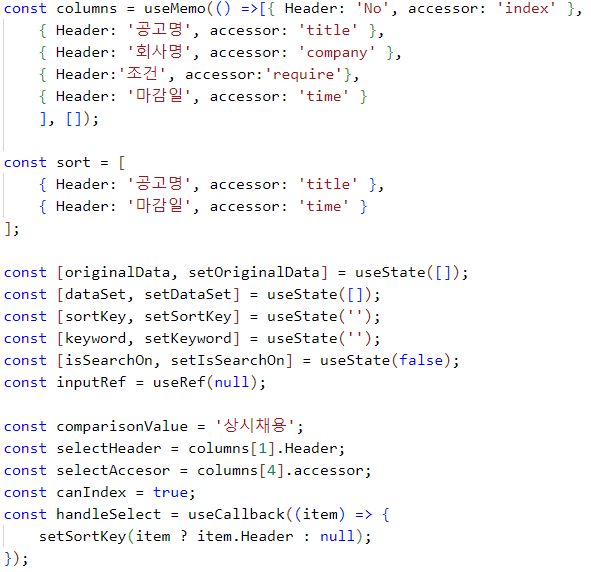 const columns = useMemo(() =>[{ Header: 'No', accessor: 'index' },
{ Header: '공고명', accessor: 'title' },
{ Header: '회사명', accessor: 'company' },
{ Header:'조건', accessor:'require'},
{ Header: '마감일', accessor: 'time' }
], []);
const sort = [
{ Header: '공고명', accessor: 'title' },
{ Header: '마감일', accessor: 'time' }
];
const [originalData, setOriginalData] = useState([]);
const [dataSet, setDataSet] = useState([]);
const [sortKey, setSortKey] = useState('');
const [keyword, setKeyword] = useState('');
const [isSearchOn, setIsSearchOn] = useState(false);
const inputRef = useRef(null);
const comparisonValue = '상시채용';
const selectHeader = columns[1].Header;
const selectAccesor = columns[4].accessor;
const canIndex = true;
const handleSelect = useCallback((item) => {
setSortKey(item ? item.Header : null);
});